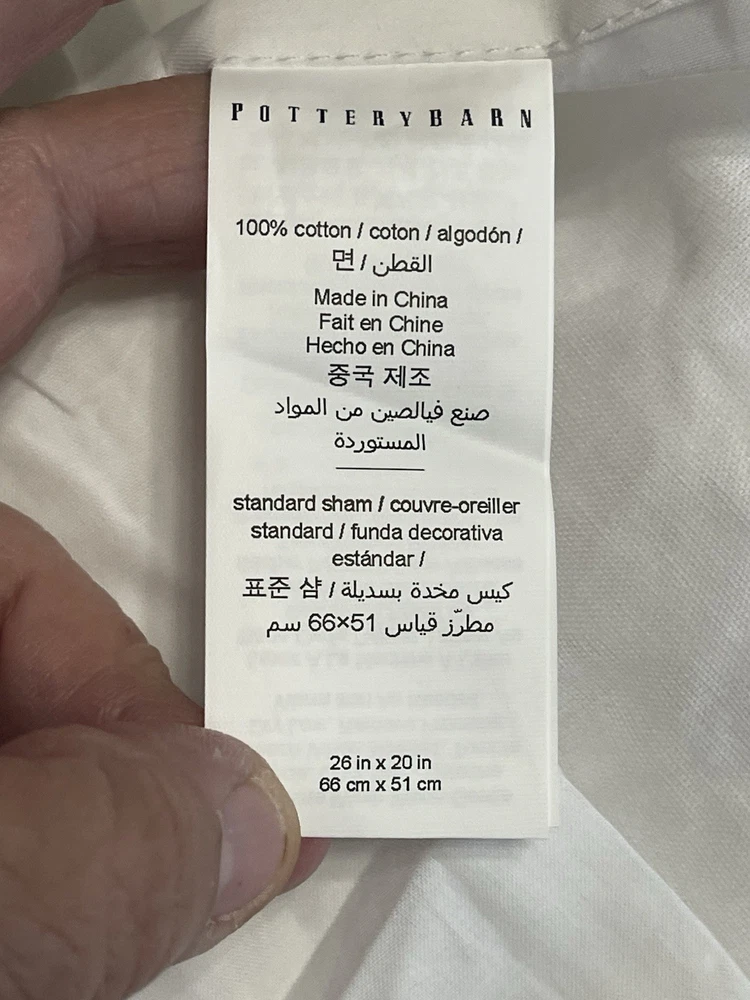 POTTERYBARN
100% cotton / coton / algodón /
면 / القطن
Made in China
Fait en Chine
Hecho en China
중국 제조
صنع فيالصين من المواد
المستوردة
standard sham / couvre-oreiller
standard / funda decorativa
estándar /
표준 샴 / كيس مخدة بسديلة
مطرّز قياس 51×66 سم
26 in x 20 in
66 cm x 51 cm